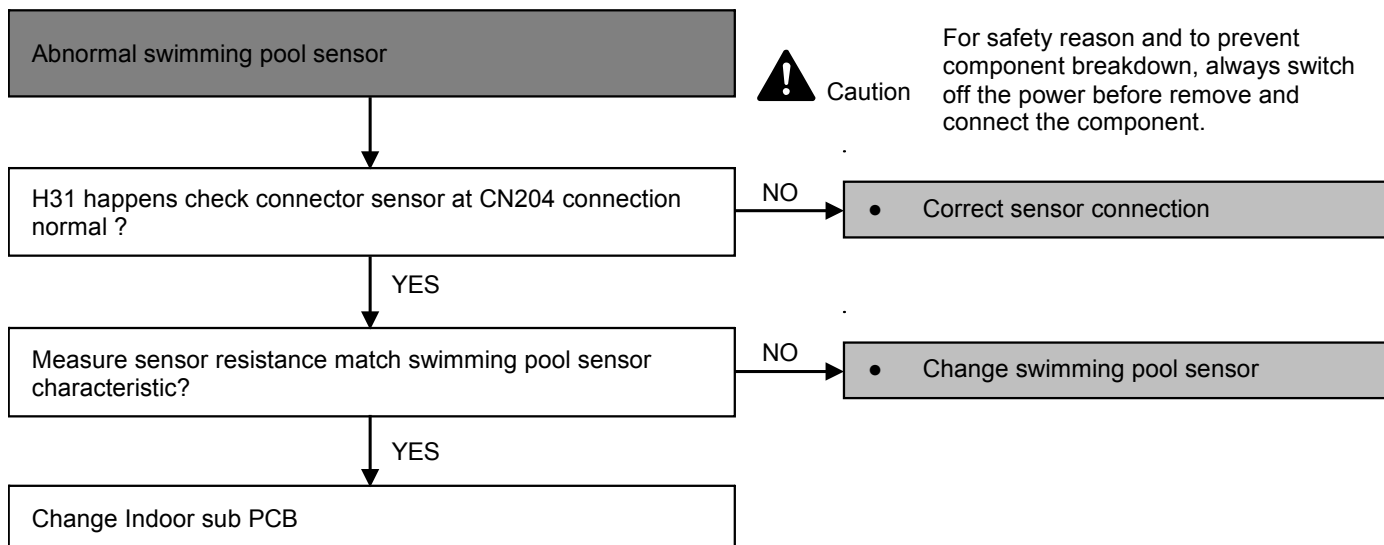 Abnormal swimming pool sensor
Caution
For safety reason and to prevent
component breakdown, always switch
off the power before remove and
connect the component.
.
H31 happens check connector sensor at CN204 connection
normal ?
NO
● Correct sensor connection
YES
.
Measure sensor resistance match swimming pool sensor
characteristic?
NO
● Change swimming pool sensor
YES
Change Indoor sub PCB